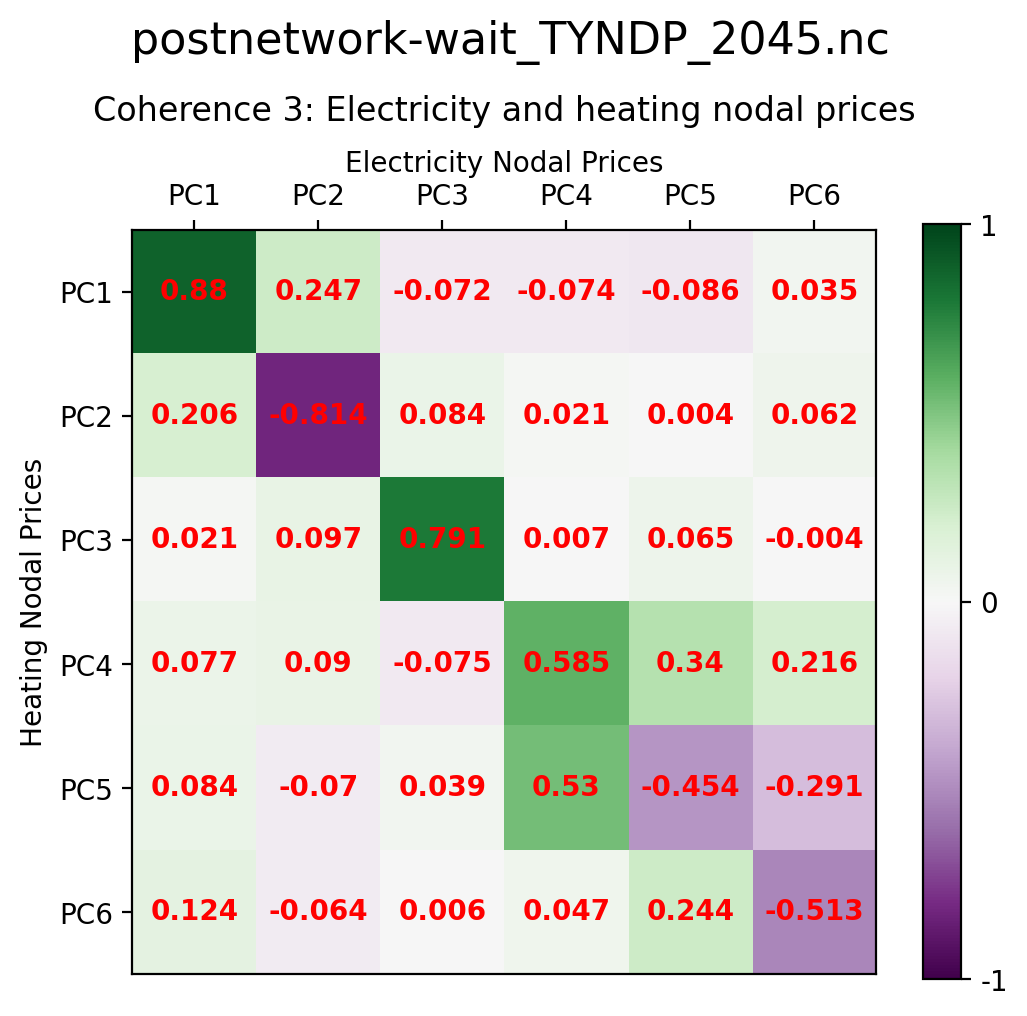 postnetwork-wait_TYNDP_2045.nc
Coherence 3: Electricity and heating nodal prices
Electricity Nodal Prices
PC1 PC2 PC3 PC4 PC5 PC6
Heating Nodal Prices
PC1 0.88 0.247 -0.072 -0.074 -0.086 0.035
PC2 0.206 -0.814 0.084 0.021 0.004 0.062
PC3 0.021 0.097 0.791 0.007 0.065 -0.004
PC4 0.077 0.09 -0.075 0.585 0.34 0.216
PC5 0.084 -0.07 0.039 0.53 -0.454 -0.291
PC6 0.124 -0.064 0.006 0.047 0.244 -0.513
1
0
-1